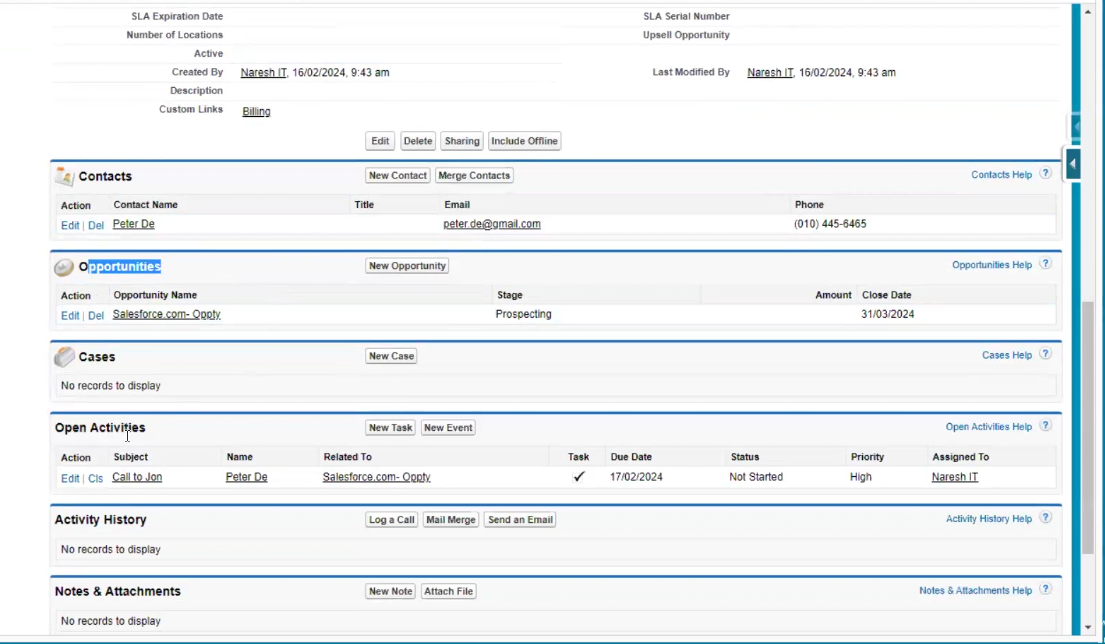 SLA Expiration Date SLA Serial Number
Number of Locations Upsell Opportunity
Active
Created By Naresh IT, 16/02/2024, 9:43 am Last Modified By Naresh IT, 16/02/2024, 9:43 am
Description
Custom Links Billing
Edit Delete Sharing Include Offline
Contacts New Contact Merge Contacts Contacts Help ?
Action Contact Name Title Email Phone
Edit | Del Peter De peter.de@gmail.com (010) 445-6465
Opportunities New Opportunity Opportunities Help ?
Action Opportunity Name Stage Amount Close Date
Edit | Del Salesforce.com- Oppty Prospecting 31/03/2024
Cases New Case Cases Help ?
No records to display
Open Activities New Task New Event Open Activities Help ?
Action Subject Name Related To Task Due Date Status Priority Assigned To
Edit | Cls Call to Jon Peter De Salesforce.com- Oppty ✓ 17/02/2024 Not Started High Naresh IT
Activity History Log a Call Mail Merge Send an Email Activity History Help ?
No records to display
Notes & Attachments New Note Attach File Notes & Attachments Help ?
No records to display